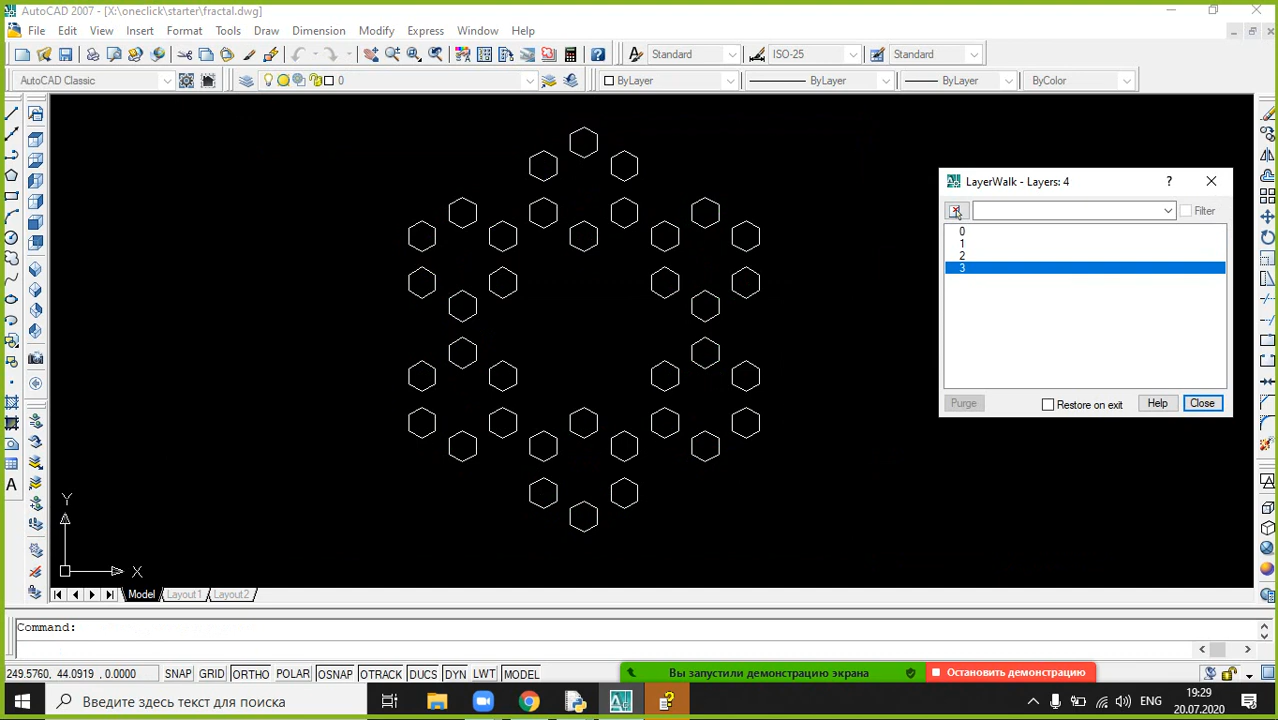 AutoCAD 2007 - [X:\oneclick\starter\fractal.dwg]
File Edit View Insert Format Tools Draw Dimension Modify Express Window Help
Standard ISO-25 Standard
AutoCAD Classic 0 ByLayer ByLayer ByLayer ByColor
LayerWalk - Layers: 4 ?
Filter
0
1
2
3
Purge Restore on exit Help Close
Y
X
A
Model Layout1 Layout2
Command:
249.5760, 44.0919 , 0.0000 SNAP GRID ORTHO POLAR OSNAP OTRACK DUCS DYN LWT MODEL
Вы запустили демонстрацию экрана Остановить демонстрацию
Введите здесь текст для поиска
ENG
19:29
20.07.2020